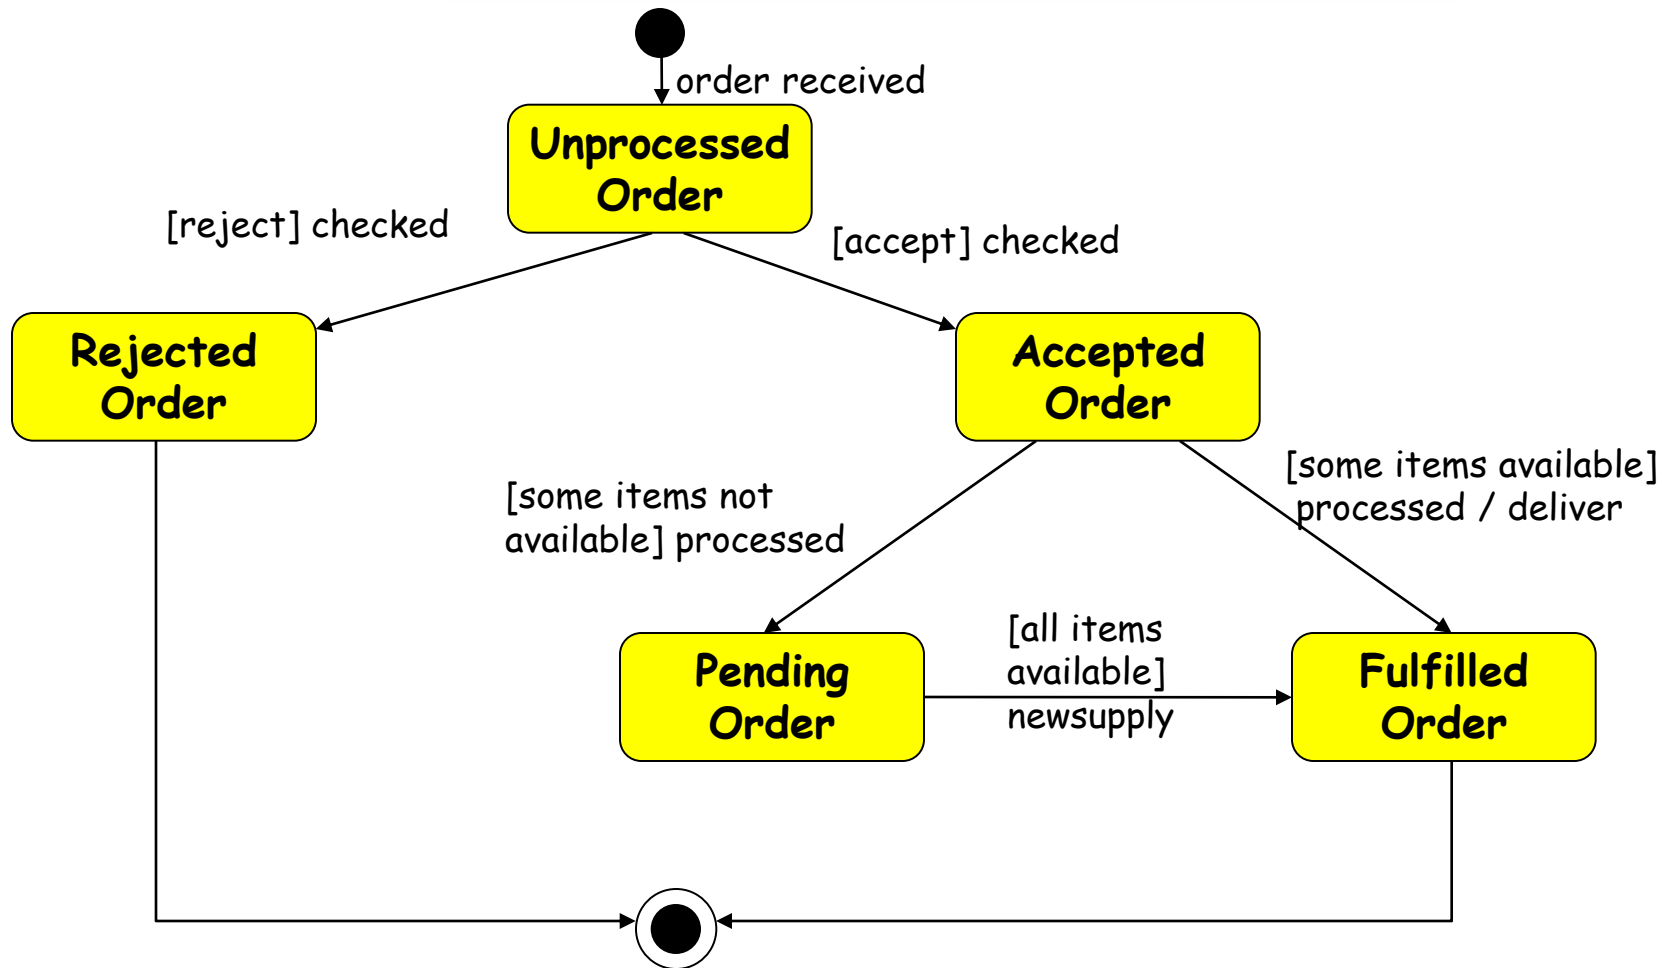 order received
Unprocessed
Order
[reject] checked
[accept] checked
Rejected
Order
Accepted
Order
[some items not
available] processed
[some items available]
processed / deliver
Pending
Order
[all items
available]
newsupply
Fulfilled
Order